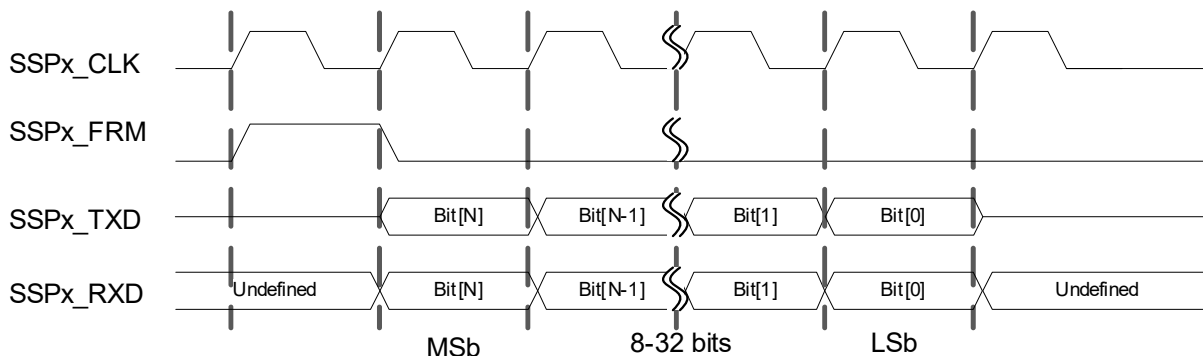 SSPx_CLK
SSPx_FRM
SSPx_TXD Bit[N] Bit[N-1] Bit[1] Bit[0]
SSPx_RXD Undefined Bit[N] Bit[N-1] Bit[1] Bit[0] Undefined
MSb 8-32 bits LSb